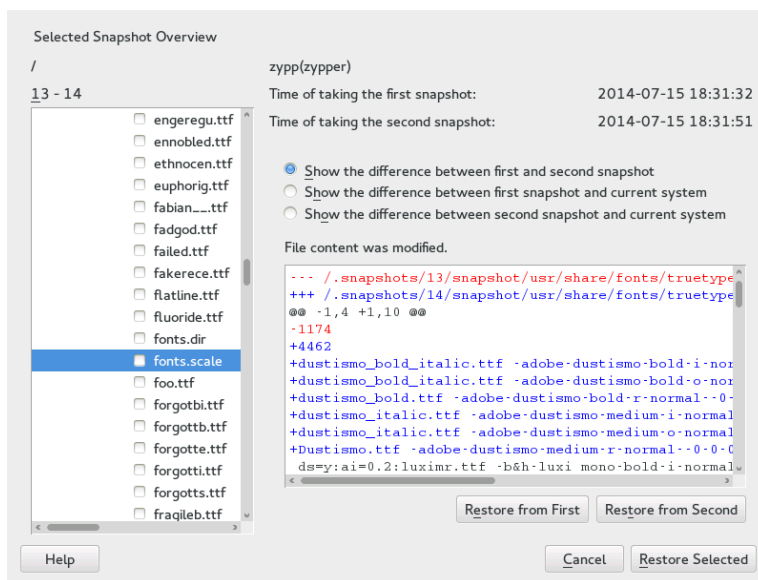 Selected Snapshot Overview
/
zypp(zypper)
13 - 14
Time of taking the first snapshot: 2014-07-15 18:31:32
Time of taking the second snapshot: 2014-07-15 18:31:51
engeregu.ttf
ennobled.ttf
ethnocen.ttf
euphorig.ttf
fabian__.ttf
fadgod.ttf
failed.ttf
fakerece.ttf
flatline.ttf
fluoride.ttf
fonts.dir
fonts.scale
foo.ttf
forgotbi.ttf
forgottb.ttf
forgotte.ttf
forgotti.ttf
forgotts.ttf
fragileb.ttf
Show the difference between first and second snapshot
Show the difference between first snapshot and current system
Show the difference between second snapshot and current system
File content was modified.
--- /.snapshots/13/snapshot/usr/share/fonts/truetype
+++ /.snapshots/14/snapshot/usr/share/fonts/truetype
@@ -1,4 +1,10 @@
-1174
+4462
+dustismo_bold_italic.ttf -adobe-dustismo-bold-i-nor
+dustismo_bold_italic.ttf -adobe-dustismo-bold-o-nor
+dustismo_bold.ttf -adobe-dustismo-bold-r-normal--0-
+dustismo_italic.ttf -adobe-dustismo-medium-i-normal
+dustismo_italic.ttf -adobe-dustismo-medium-o-normal
+Dustismo.ttf -adobe-dustismo-medium-r-normal--0-0-0
ds=y:ai=0.2:luximr.ttf -b&h-luxi mono-bold-i-normal
Restore from First
Restore from Second
Help
Cancel
Restore Selected